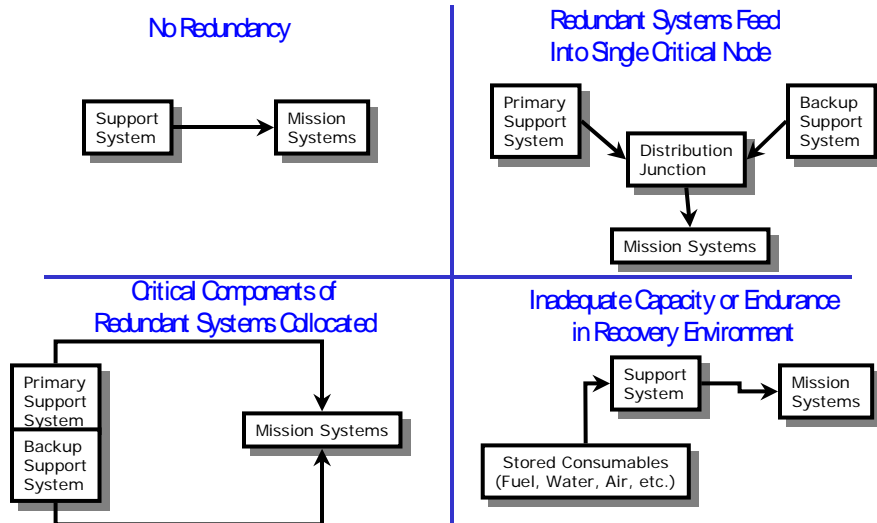 No Redundancy
Support
System
Mission
Systems
Redundant Systems Feed
Into Single Critical Node
Primary
Support
System
Backup
Support
System
Distribution
Junction
Mission Systems
Critical Components of
Redundant Systems Collocated
Primary
Support
System
Backup
Support
System
Mission Systems
Inadequate Capacity or Endurance
in Recovery Environment
Support
System
Mission
Systems
Stored Consumables
(Fuel, Water, Air, etc.)